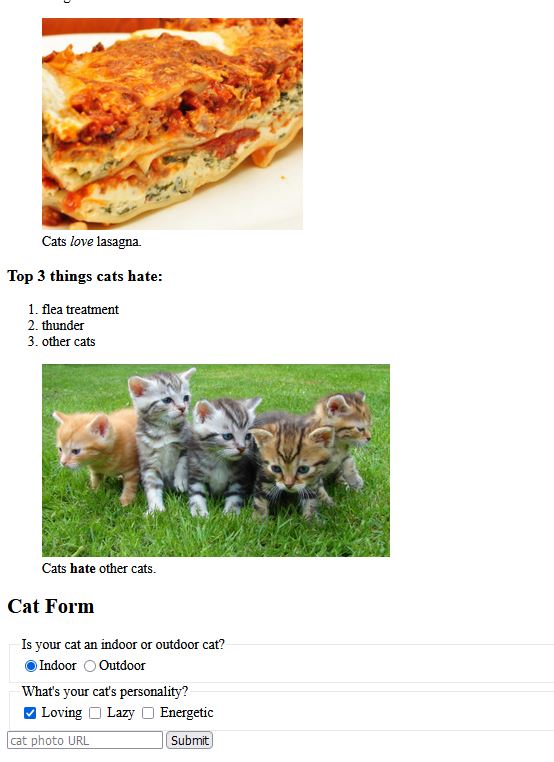 Cats love lasagna.
Top 3 things cats hate:
1. flea treatment
2. thunder
3. other cats
Cats hate other cats.
Cat Form
Is your cat an indoor or outdoor cat?
Indoor Outdoor
What's your cat's personality?
Loving Lazy Energetic
cat photo URL Submit